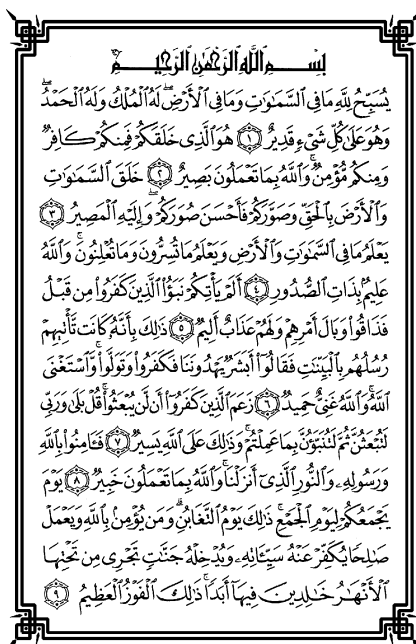 بِسْمِ ٱللَّهِ ٱلرَّحْمَٰنِ ٱلرَّحِيمِ
يُسَبِّحُ لِلَّهِ مَا فِى ٱلسَّمَٰوَٰتِ وَمَا فِى ٱلْأَرْضِ ۖ لَهُ ٱلْمُلْكُ وَلَهُ ٱلْحَمْدُ ۖ
وَهُوَ عَلَىٰ كُلِّ شَىْءٍ قَدِيرٌ ١ هُوَ ٱلَّذِى خَلَقَكُمْ فَمِنكُمْ كَافِرٌ
وَمِنكُم مُّؤْمِنٌ ۚ وَٱللَّهُ بِمَا تَعْمَلُونَ بَصِيرٌ ٢ خَلَقَ ٱلسَّمَٰوَٰتِ
وَٱلْأَرْضَ بِٱلْحَقِّ وَصَوَّرَكُمْ فَأَحْسَنَ صُوَرَكُمْ ۖ وَإِلَيْهِ ٱلْمَصِيرُ ٣
يَعْلَمُ مَا فِى ٱلسَّمَٰوَٰتِ وَٱلْأَرْضِ وَيَعْلَمُ مَا تُسِرُّونَ وَمَا تُعْلِنُونَ ۚ وَٱللَّهُ
عَلِيمٌۢ بِذَاتِ ٱلصُّدُورِ ٤ أَلَمْ يَأْتِكُمْ نَبَؤُا۟ ٱلَّذِينَ كَفَرُوا۟ مِن قَبْلُ
فَذَاقُوا۟ وَبَالَ أَمْرِهِمْ وَلَهُمْ عَذَابٌ أَلِيمٌ ٥ ذَٰلِكَ بِأَنَّهُۥ كَانَت تَّأْتِيهِمْ
رُسُلُهُم بِٱلْبَيِّنَٰتِ فَقَالُوٓا۟ أَبَشَرٌ يَهْدُونَنَا فَكَفَرُوا۟ وَتَوَلَّوا۟ ۚ وَّٱسْتَغْنَى
ٱللَّهُ ۚ وَٱللَّهُ غَنِىٌّ حَمِيدٌ ٦ زَعَمَ ٱلَّذِينَ كَفَرُوٓا۟ أَن لَّن يُبْعَثُوا۟ ۚ قُلْ بَلَىٰ وَرَبِّى
لَتُبْعَثُنَّ ثُمَّ لَتُنَبَّؤُنَّ بِمَا عَمِلْتُمْ ۚ وَذَٰلِكَ عَلَى ٱللَّهِ يَسِيرٌ ٧ فَـَٔامِنُوا۟ بِٱللَّهِ
وَرَسُولِهِۦ وَٱلنُّورِ ٱلَّذِىٓ أَنزَلْنَا ۚ وَٱللَّهُ بِمَا تَعْمَلُونَ خَبِيرٌ ٨ يَوْمَ
يَجْمَعُكُمْ لِيَوْمِ ٱلْجَمْعِ ۖ ذَٰلِكَ يَوْمُ ٱلتَّغَابُنِ ۗ وَمَن يُؤْمِنۢ بِٱللَّهِ وَيَعْمَلْ
صَٰلِحًا يُكَفِّرْ عَنْهُ سَيِّـَٔاتِهِۦ وَيُدْخِلْهُ جَنَّٰتٍ تَجْرِى مِن تَحْتِهَا
ٱلْأَنْهَٰرُ خَٰلِدِينَ فِيهَآ أَبَدًا ۚ ذَٰلِكَ ٱلْفَوْزُ ٱلْعَظِيمُ ٩